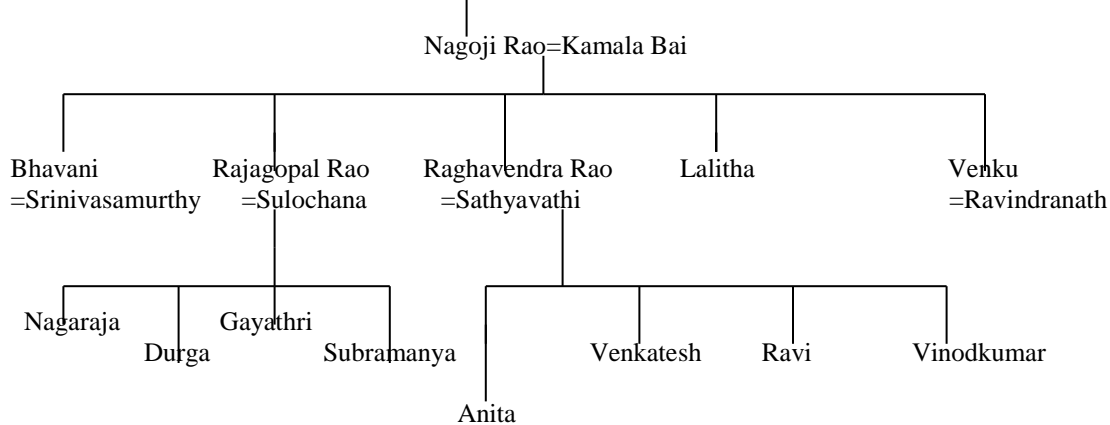 Nagoji Rao=Kamala Bai
Bhavani Rajagopal Rao Raghavendra Rao Lalitha Venku
=Srinivasamurthy =Sulochana =Sathyavathi =Ravindranath
Nagaraja Gayathri
Durga Subramanya Venkatesh Ravi Vinodkumar
Anita